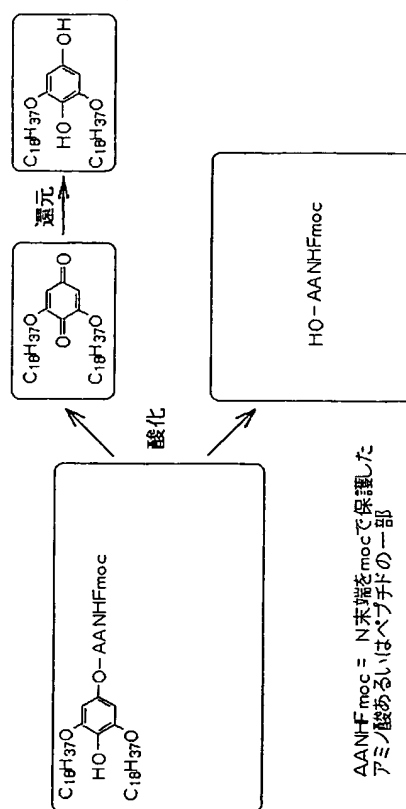 C18H37O
HO
O-AANHFmoc
C18H37O
酸化
C18H37O
O
O
C18H37O
還元
C18H37O
HO
OH
C18H37O
HO-AANHFmoc
AANHFmoc = N末端をmocで保護した
アミノ酸あるいはペプチドの一部